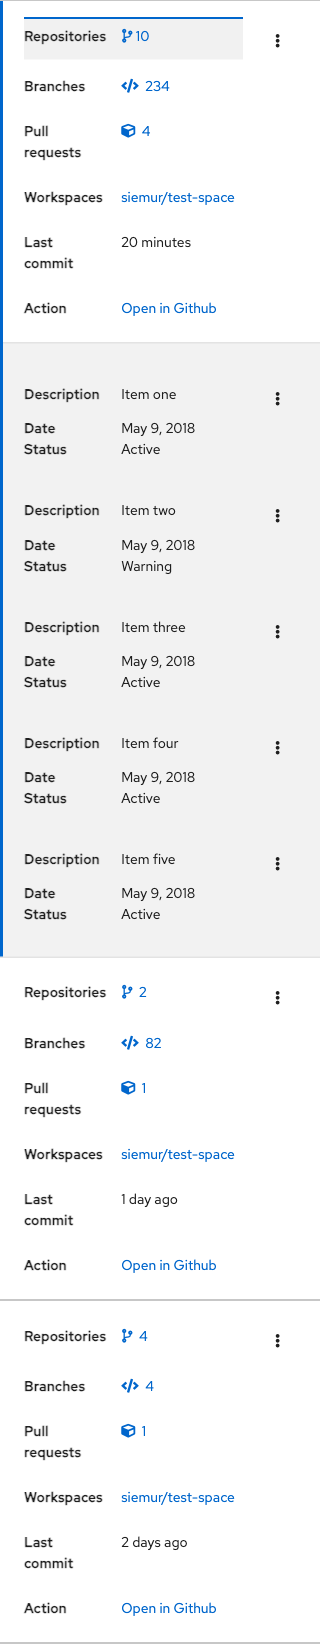 Repositories 10
Branches 234
Pull 4
requests
Workspaces siemur/test-space
Last 20 minutes
commit
Action Open in Github
Description Item one
Date May 9, 2018
Status Active
Description Item two
Date May 9, 2018
Status Warning
Description Item three
Date May 9, 2018
Status Active
Description Item four
Date May 9, 2018
Status Active
Description Item five
Date May 9, 2018
Status Active
Repositories 2
Branches 82
Pull 1
requests
Workspaces siemur/test-space
Last 1 day ago
commit
Action Open in Github
Repositories 4
Branches 4
Pull 1
requests
Workspaces siemur/test-space
Last 2 days ago
commit
Action Open in Github